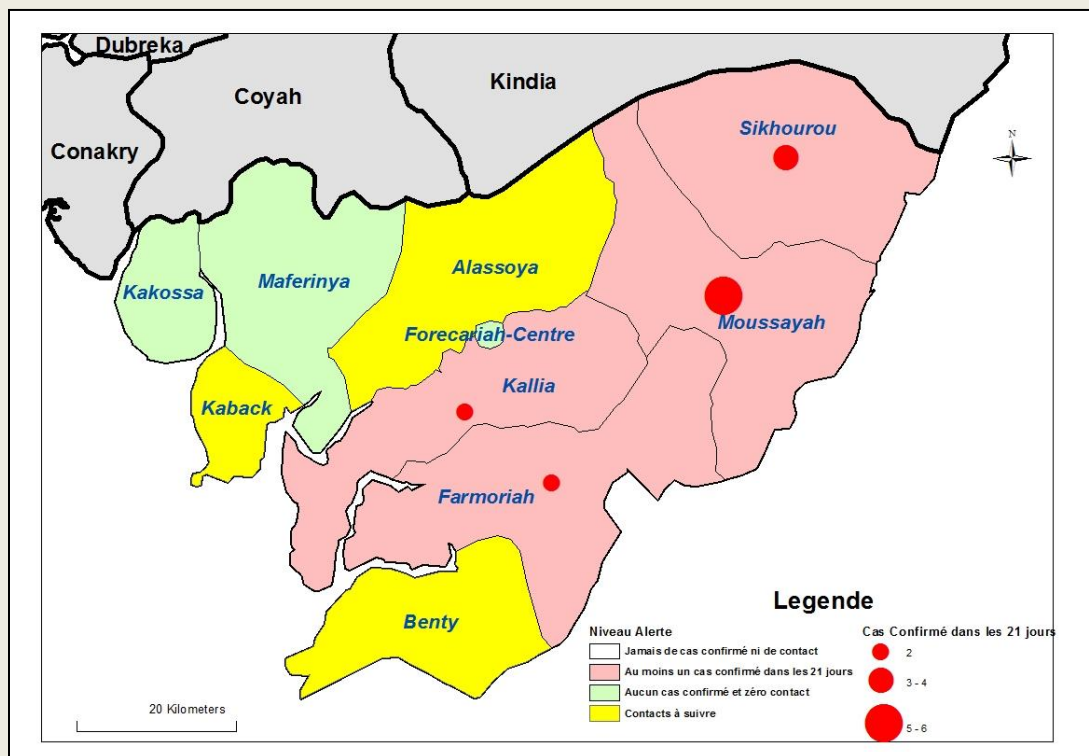 Dubreka
Kindia
Coyah
Conakry
Sikhourou
N
Alassoya
Maferinya
Kakossa
Moussayah
Forecariah-Centre
Kallia
Kaback
Farmoriah
Benty
Legende
Niveau Alerte
Jamais de cas confirmé ni de contact
Au moins un cas confirmé dans les 21 jours
Aucun cas confirmé et zéro contact
Contacts à suivre
Cas Confirmé dans les 21 jours
2
3 - 4
5 - 6
20 Kilometers